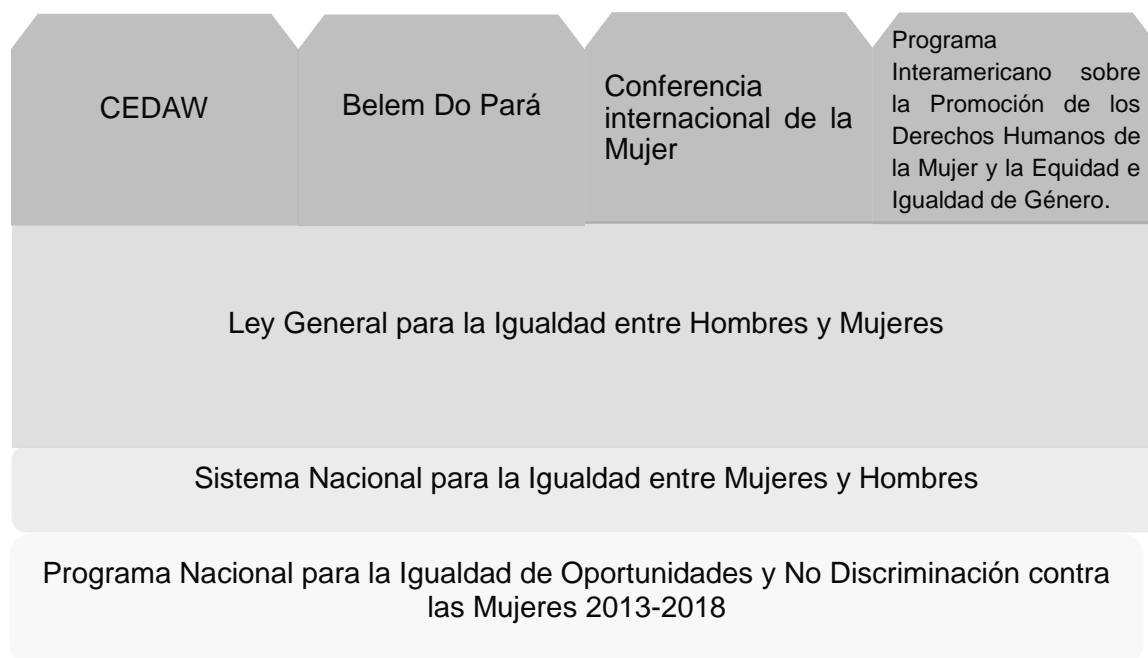 CEDAW
Belem Do Pará
Conferencia
internacional de la
Mujer
Programa
Interamericano sobre
la Promoción de los
Derechos Humanos de
la Mujer y la Equidad e
Igualdad de Género.
Ley General para la Igualdad entre Hombres y Mujeres
Sistema Nacional para la Igualdad entre Mujeres y Hombres
Programa Nacional para la Igualdad de Oportunidades y No Discriminación contra
las Mujeres 2013-2018